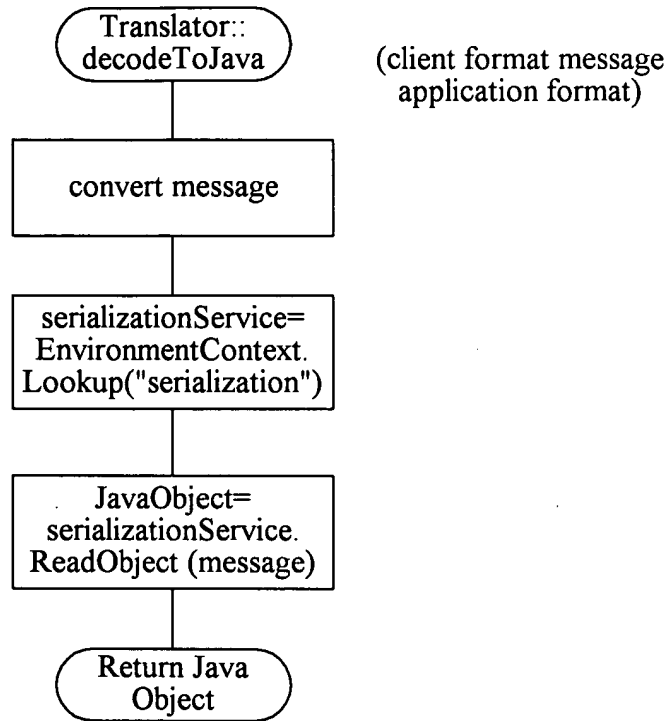 Translator::
decodeToJava
(client format message
application format)
convert message
serializationService=
EnvironmentContext.
Lookup("serialization")
JavaObject=
serializationService.
ReadObject (message)
Return Java
Object